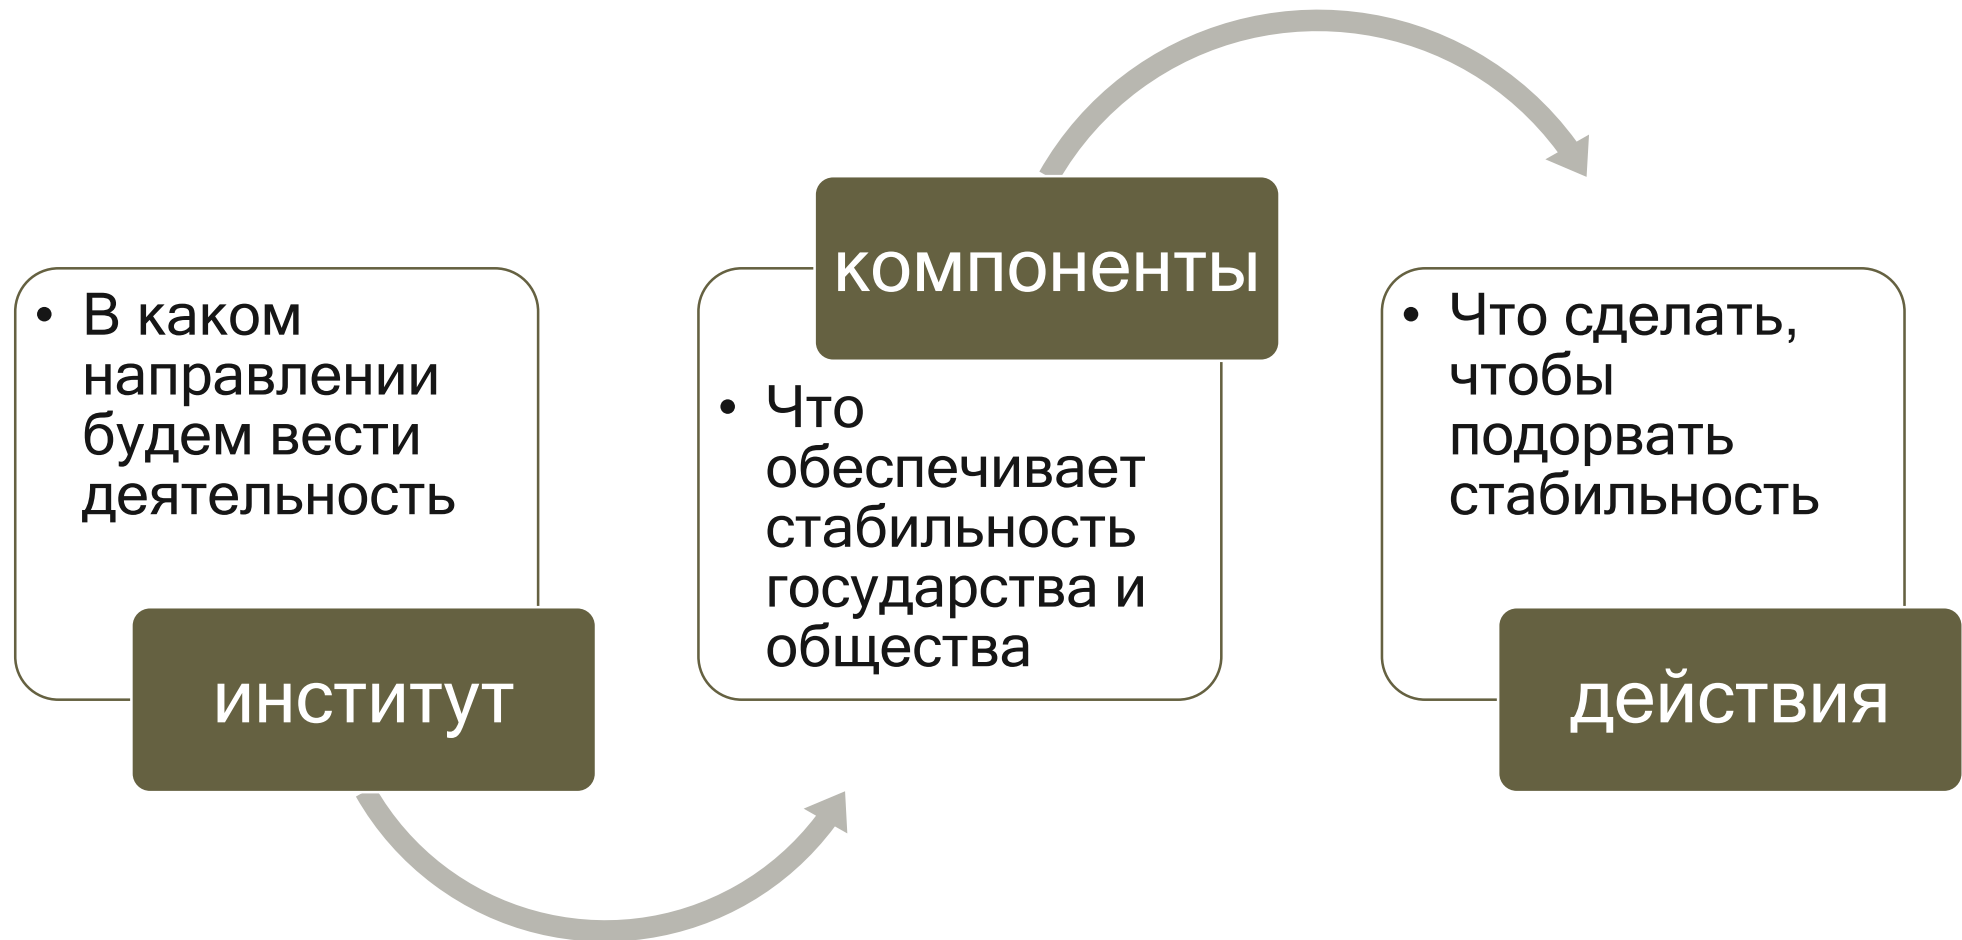 • В каком
направлении
будем вести
деятельность
институт
компоненты
• Что
обеспечивает
стабильность
государства и
общества
• Что сделать,
чтобы
подорвать
стабильность
действия